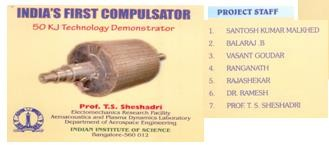 INDIA'S FIRST COMPULSATOR
50 KJ Technology Demonstrator
Prof. T.S. Sheshadri
Electomechanics Research Facility
Aeroacoustics and Plasma Dynamics Laboratory
Department of Aerospace Engineering
INDIAN INSTITUTE OF SCIENCE
Bangalore-560 012
PROJECT STAFF
1. SANTOSH KUMAR MALKHED
2. BALARAJ .B
3. VASANT GOUDAR
4. RANGANATH
5. RAJASHEKAR
6. DR. RAMESH
7. PROF. T. S. SHESHADRI